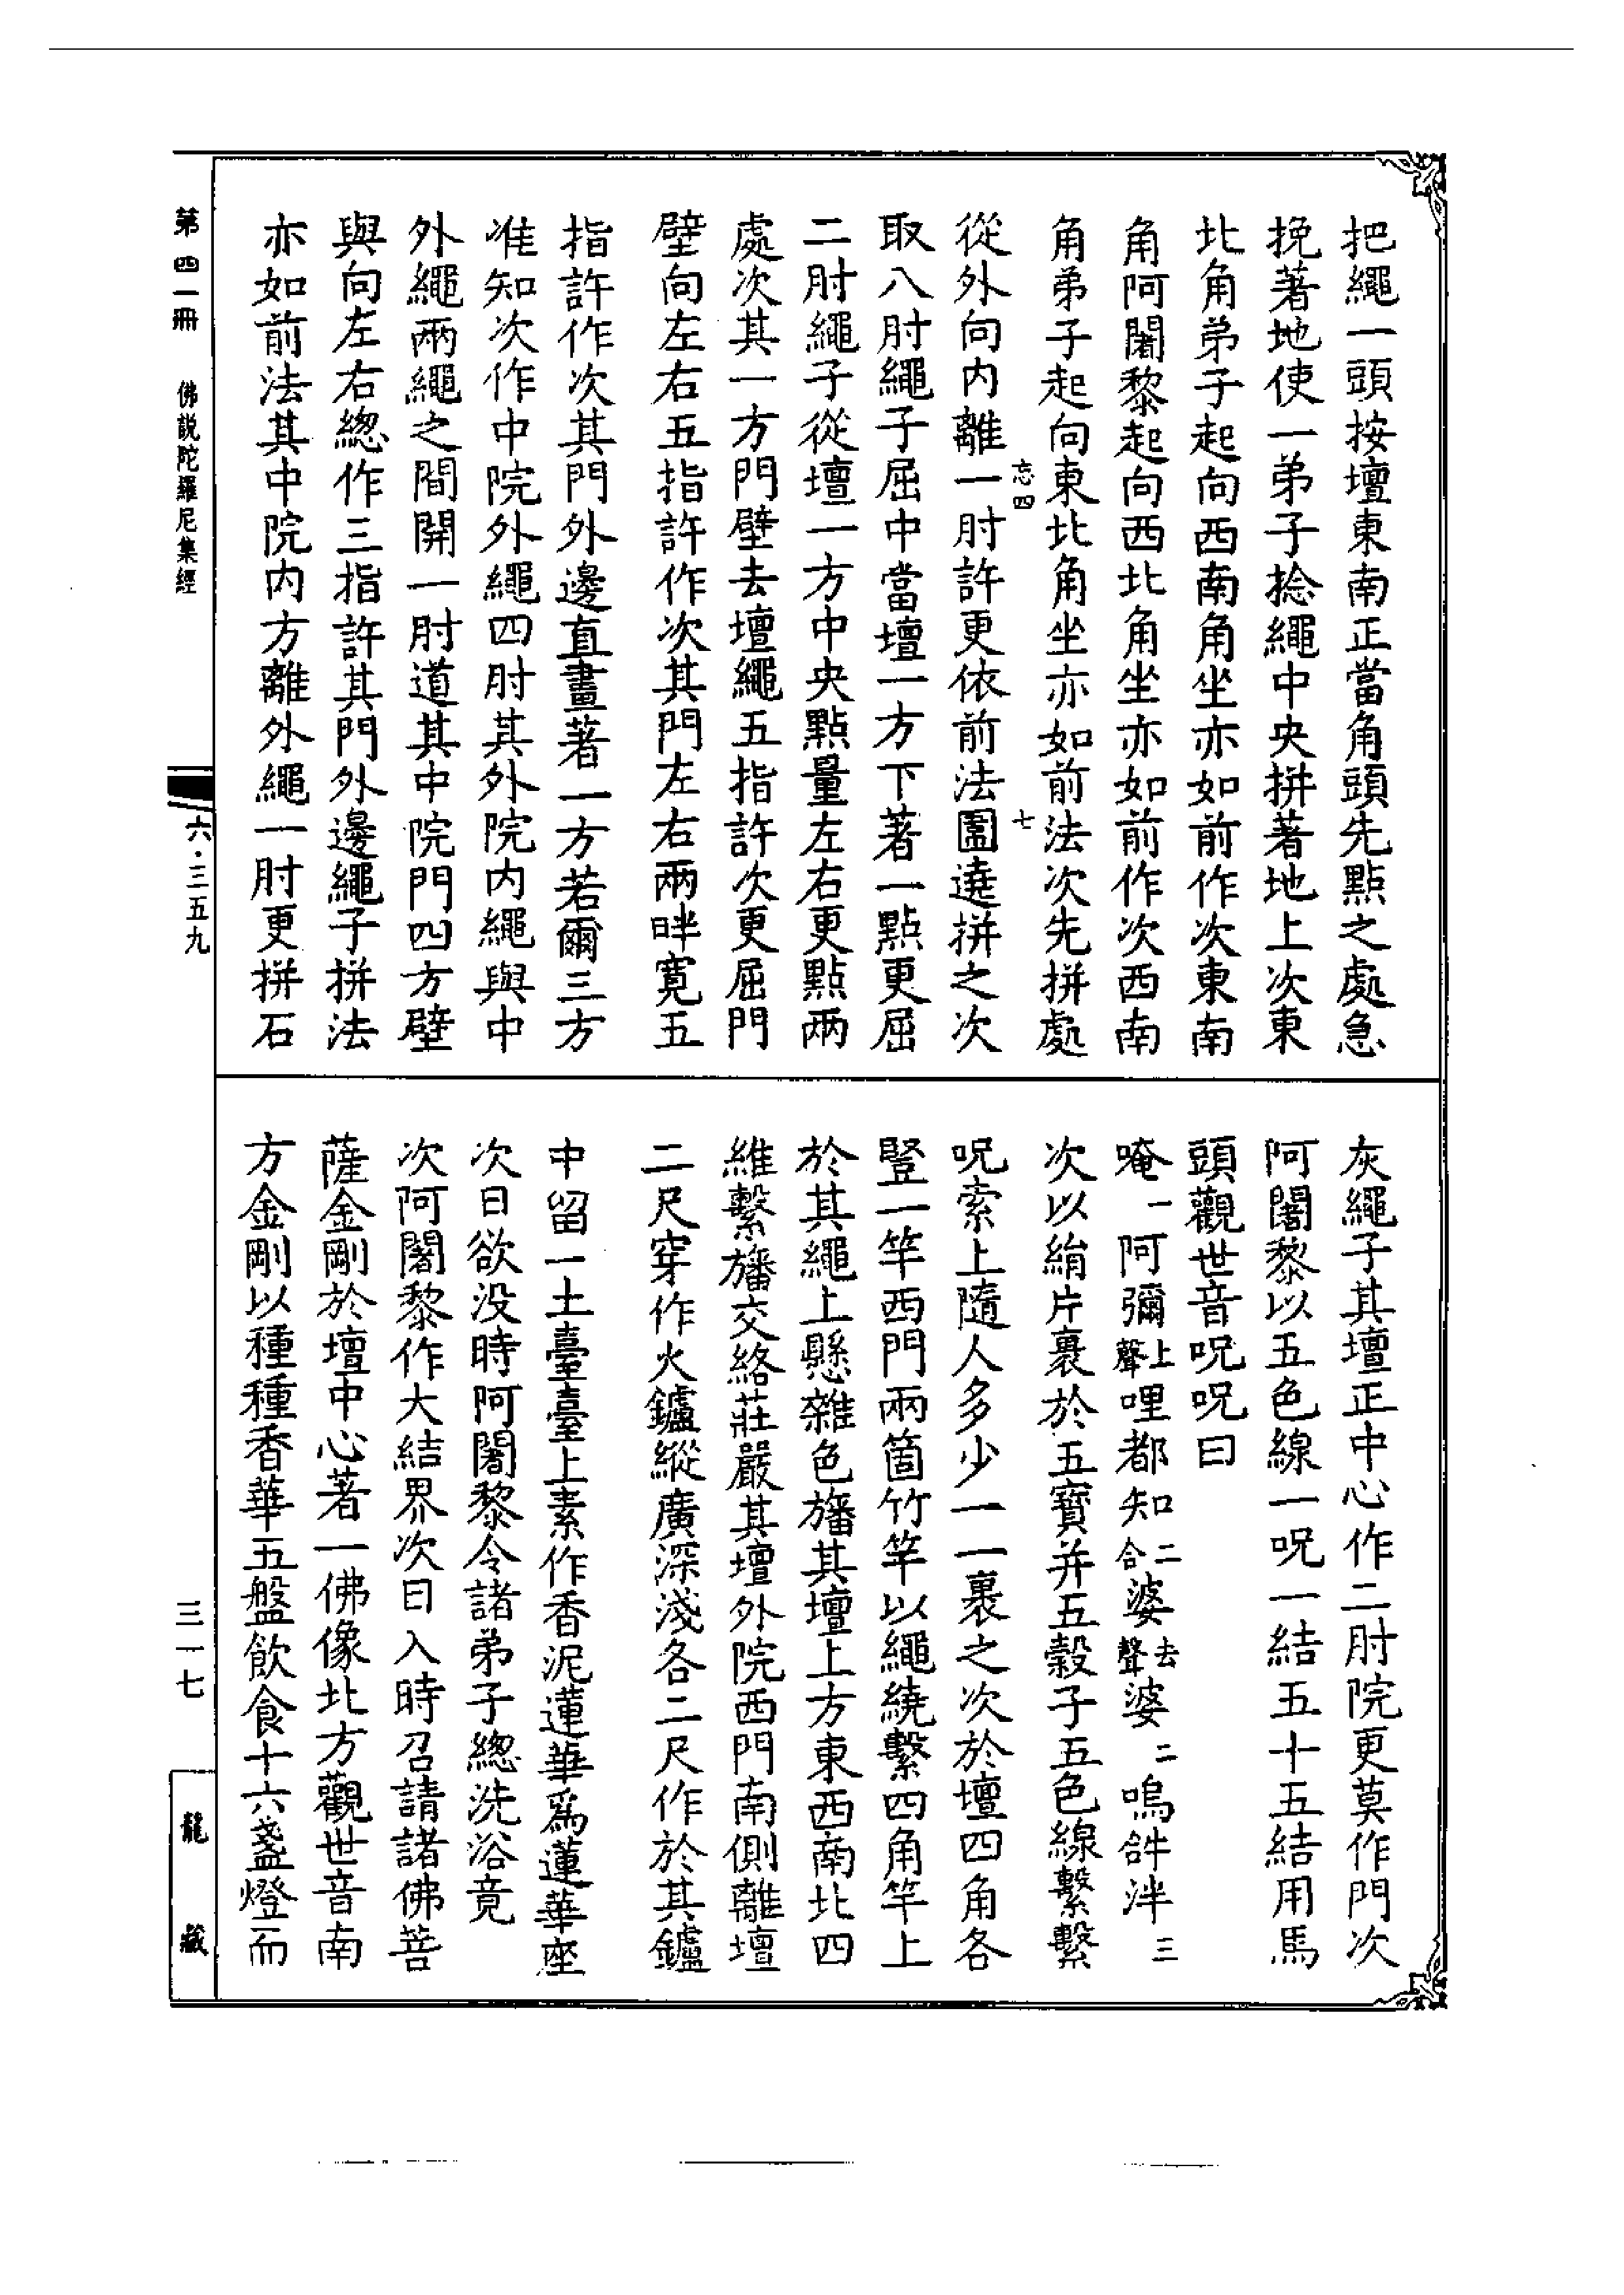 把繩一頭按壇東南正當角頭先點之處急
挽著地使一弟子捻繩中央拼著地上次東
北角弟子起向西南角坐亦如前作次東南
角阿闍黎起向西北角坐亦如前作次西南
角弟子起向東北角坐亦如前法次先拼處
忘四 七
從外向内離一肘許更依前法圍遶拼之次
取八肘繩子屈中當壇一方下著一點更屈
二肘繩子從壇一方中央點量左右更點兩
處次其一方門壁去壇繩五指許次更屈門
壁向左右五指許作次其門左右兩畔寬五
指許作次其門外邊直畫著一方若爾三方
准知次作中院外繩四肘其外院内繩與中
外繩兩繩之間開一肘道其中院門四方壁
與向左右總作三指許其門外邊繩子拼法
亦如前法其中院内方離外繩一肘更拼石
灰繩子其壇正中心作二肘院更莫作門次
阿闍黎以五色線一呪一結五十五結用馬
頭觀世音呪呪曰
唵一阿彌上聲哩都知二合婆去聲婆二嗚𤙖泮三
次以絹片裹於五寶并五穀子五色線繫繫
呪索上隨人多少一一裹之次於壇四角各
豎一竿西門兩箇竹竿以繩繞繫四角竿上
於其繩上懸雜色旛其壇上方東西南北四
維繫旛交絡莊嚴其壇外院西門南側離壇
二尺穿作火鑪縱廣深淺各二尺作於其鑪
中留一土臺臺上素作香泥蓮華爲蓮華座
次日欲没時阿闍黎令諸弟子總洗浴竟
次阿闍黎作大結界次日入時召請諸佛菩
薩金剛於壇中心著一佛像北方觀世音南
方金剛以種種香華五盤飲食十六盞燈而
第四一冊 佛説陀羅尼集經
六·三五九
三一七
龍藏